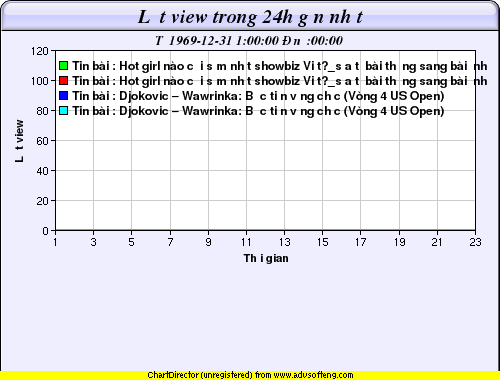 L t view trong 24h g n nh t
T 1969-12-31 1:00:00 Đ n :00:00
120
Tin bài : Hot girl nào c i s m nh t showbiz Vi t?_s a t bài th ng sang bài nh
100
Tin bài : Hot girl nào c i s m nh t showbiz Vi t?_s a t bài th ng sang bài nh
Tin bài : Djokovic – Wawrinka: B c ti n v ng ch c (Vòng 4 US Open)
80
Tin bài : Djokovic – Wawrinka: B c ti n v ng ch c (Vòng 4 US Open)
60
L t view
40
20
0
1 3 5 7 9 11 13 15 17 19 21 23
Th i gian
ChartDirector (unregistered) from www.advsofteng.com